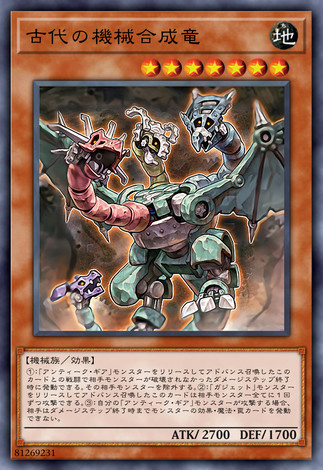 古代の機械合成竜
地
【機械族／効果】
①:「アンティーク・ギア」モンスターをリリースしてアドバンス召喚したこの
カードとの戦闘で相手モンスターが破壊されなかったダメージステップ終了
時に発動できる。その相手モンスターを除外する。②:「ガジェット」モンスター
をリリースしてアドバンス召喚したこのカードは相手モンスター全てに１回
ずつ攻撃できる。③:自分の「アンティーク・ギア」モンスターが攻撃する場合、
相手はダメージステップ終了時までモンスターの効果・魔法・罠カードを発動
できない。
ATK/ 2700 DEF/ 1700
81269231